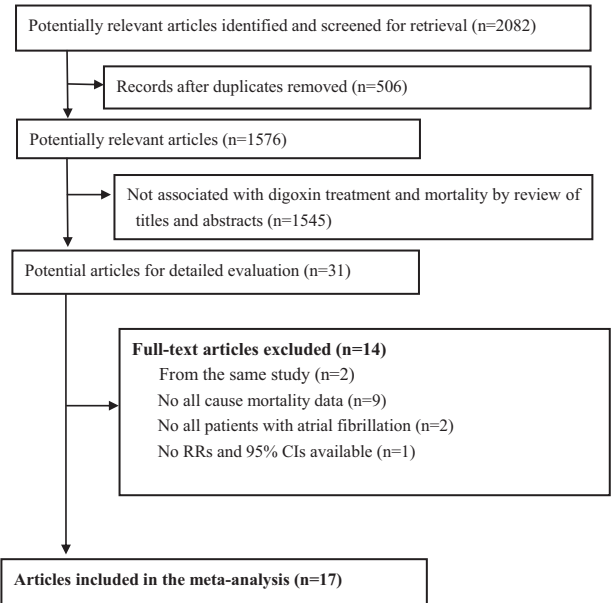 Potentially relevant articles identified and screened for retrieval (n=2082)
Records after duplicates removed (n=506)
Potentially relevant articles (n=1576)
Not associated with digoxin treatment and mortality by review of
titles and abstracts (n=1545)
Potential articles for detailed evaluation (n=31)
Full-text articles excluded (n=14)
From the same study (n=2)
No all cause mortality data (n=9)
No all patients with atrial fibrillation (n=2)
No RRs and 95% CIs available (n=1)
Articles included in the meta-analysis (n=17)